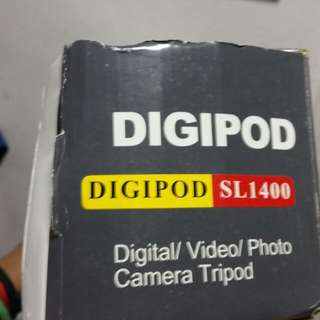 DIGIPOD
DIGIPOD SL1400
Digital/ Video/ Photo
Camera Tripod